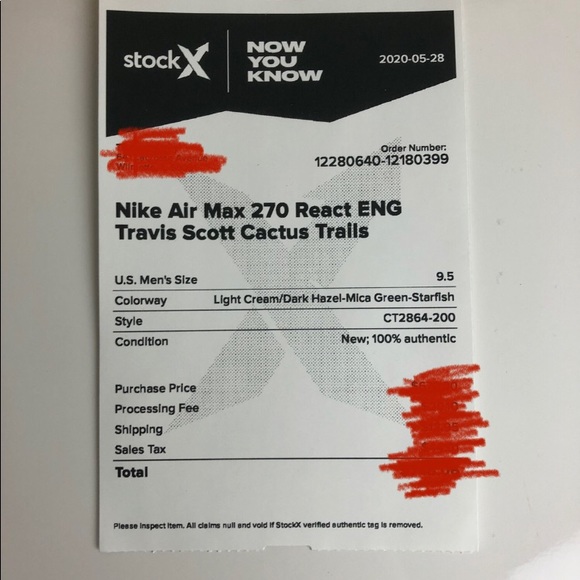 stockX
NOW
YOU
KNOW
2020-05-28
Order Number:
12280640-12180399
Nike Air Max 270 React ENG
Travis Scott Cactus Trails
U.S. Men's Size 9.5
Colorway Light Cream/Dark Hazel-Mica Green-Starfish
Style CT2864-200
Condition New; 100% authentic
Purchase Price
Processing Fee
Shipping
Sales Tax
Total
Please inspect item. All claims null and void if StockX verified authentic tag is removed.